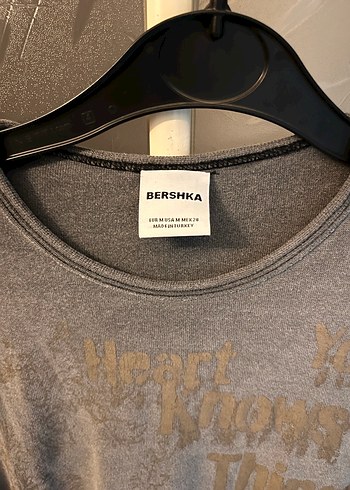 BERSHKA
EUR M USA M MEX 28
MADE IN TURKEY
Heart
Knows